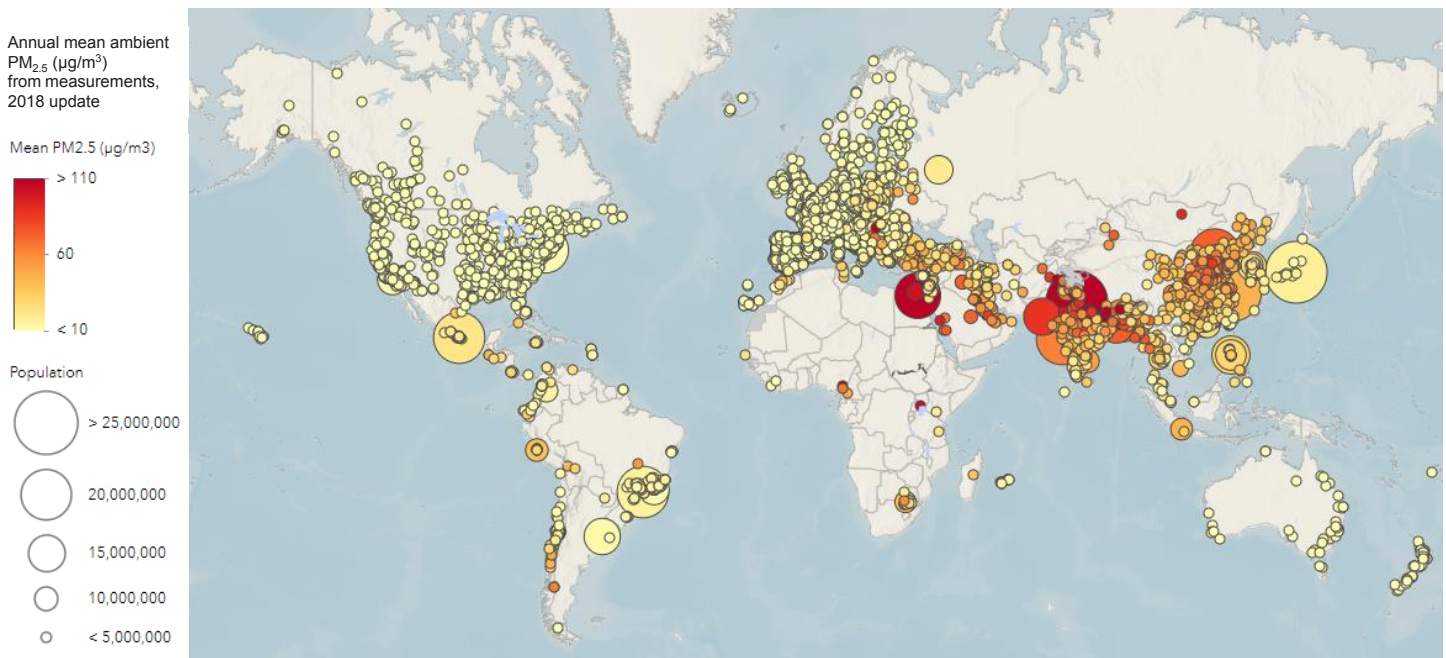 Annual mean ambient
PM2.5 (µg/m3)
from measurements,
2018 update
Mean PM2.5 (µg/m3)
> 110
60
< 10
Population
> 25,000,000
20,000,000
15,000,000
10,000,000
< 5,000,000